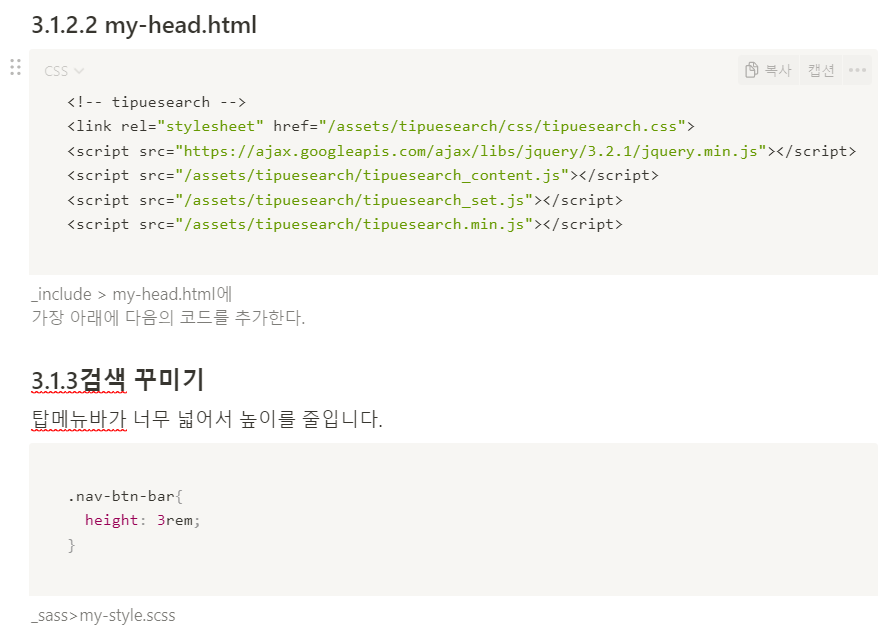 3.1.2.2 my-head.html
CSS
복사 캡션
<!-- tipuesearch -->
<link rel="stylesheet" href="/assets/tipuesearch/css/tipuesearch.css">
<script src="https://ajax.googleapis.com/ajax/libs/jquery/3.2.1/jquery.min.js"></script>
<script src="/assets/tipuesearch/tipuesearch_content.js"></script>
<script src="/assets/tipuesearch/tipuesearch_set.js"></script>
<script src="/assets/tipuesearch/tipuesearch.min.js"></script>
_include > my-head.html에
가장 아래에 다음의 코드를 추가한다.
3.1.3검색 꾸미기
탑메뉴바가 너무 넓어서 높이를 줄입니다.
.nav-btn-bar{
height: 3rem;
}
_sass>my-style.scss